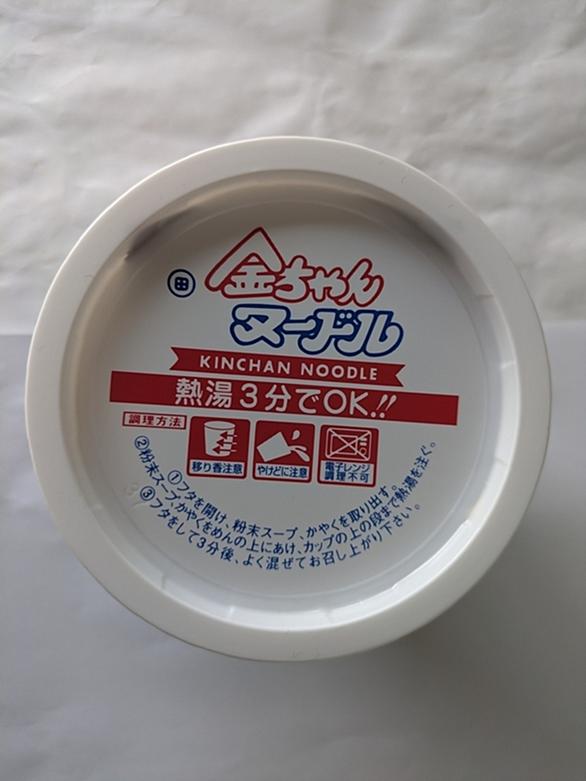 田 金ちゃん
ヌードル
KINCHAN NOODLE
熱湯3分でOK!!
調理方法
移り香注意
やけどに注意
電子レンジ
調理不可
①フタを開け、粉末スープ、かやくを取り出す。
②粉末スープ、かやくをめんの上にあけ、カップの上の段まで熱湯を注ぐ。
③フタをして3分後、よく混ぜてお召し上がり下さい。